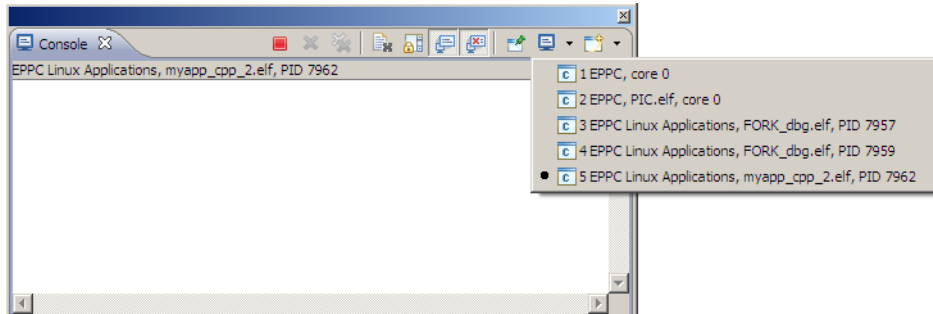 Console
EPPC Linux Applications, myapp_cpp_2.elf, PID 7962
1 EPPC, core 0
2 EPPC, PIC.elf, core 0
3 EPPC Linux Applications, FORK_dbg.elf, PID 7957
4 EPPC Linux Applications, FORK_dbg.elf, PID 7959
5 EPPC Linux Applications, myapp_cpp_2.elf, PID 7962